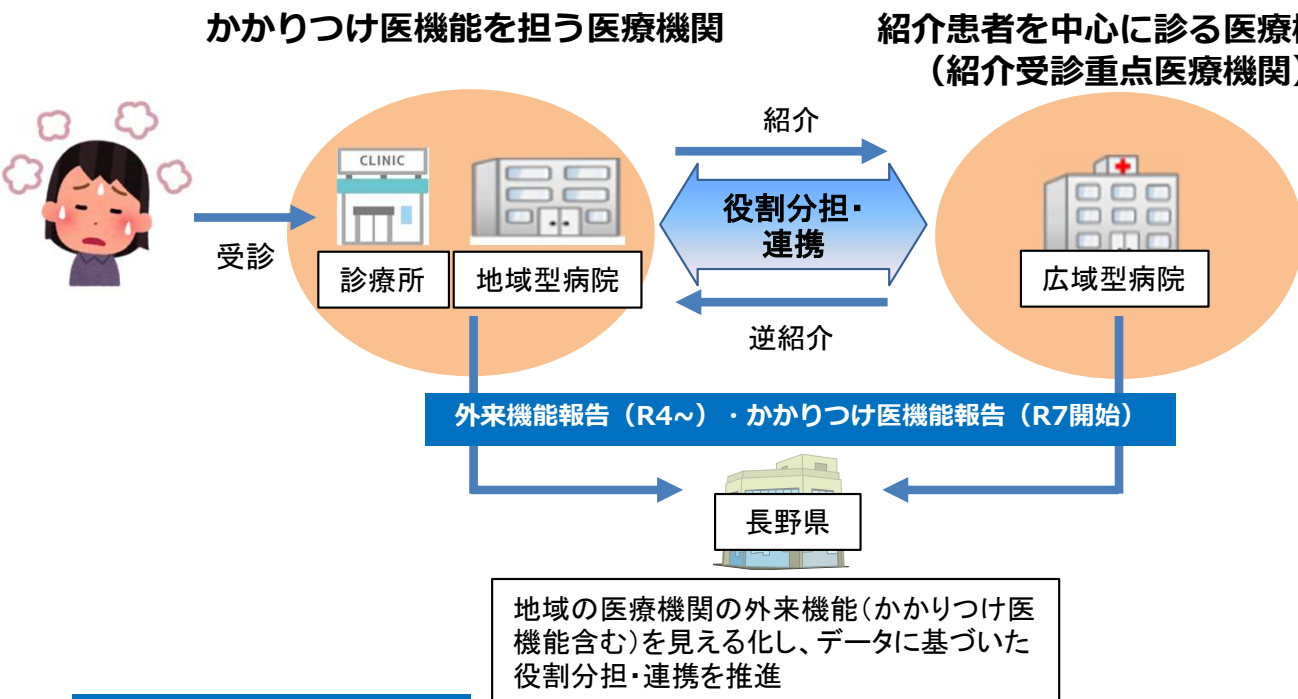 かかりつけ医機能を担う医療機関
紹介患者を中心に診る医療
（紹介受診重点医療機関）
紹介
CLINIC
役割分担・
連携
受診
診療所
地域型病院
広域型病院
逆紹介
外来機能報告（R4~）・かかりつけ医機能報告（R7開始）
長野県
地域の医療機関の外来機能（かかりつけ医
機能含む）を見える化し、データに基づいた
役割分担・連携を推進